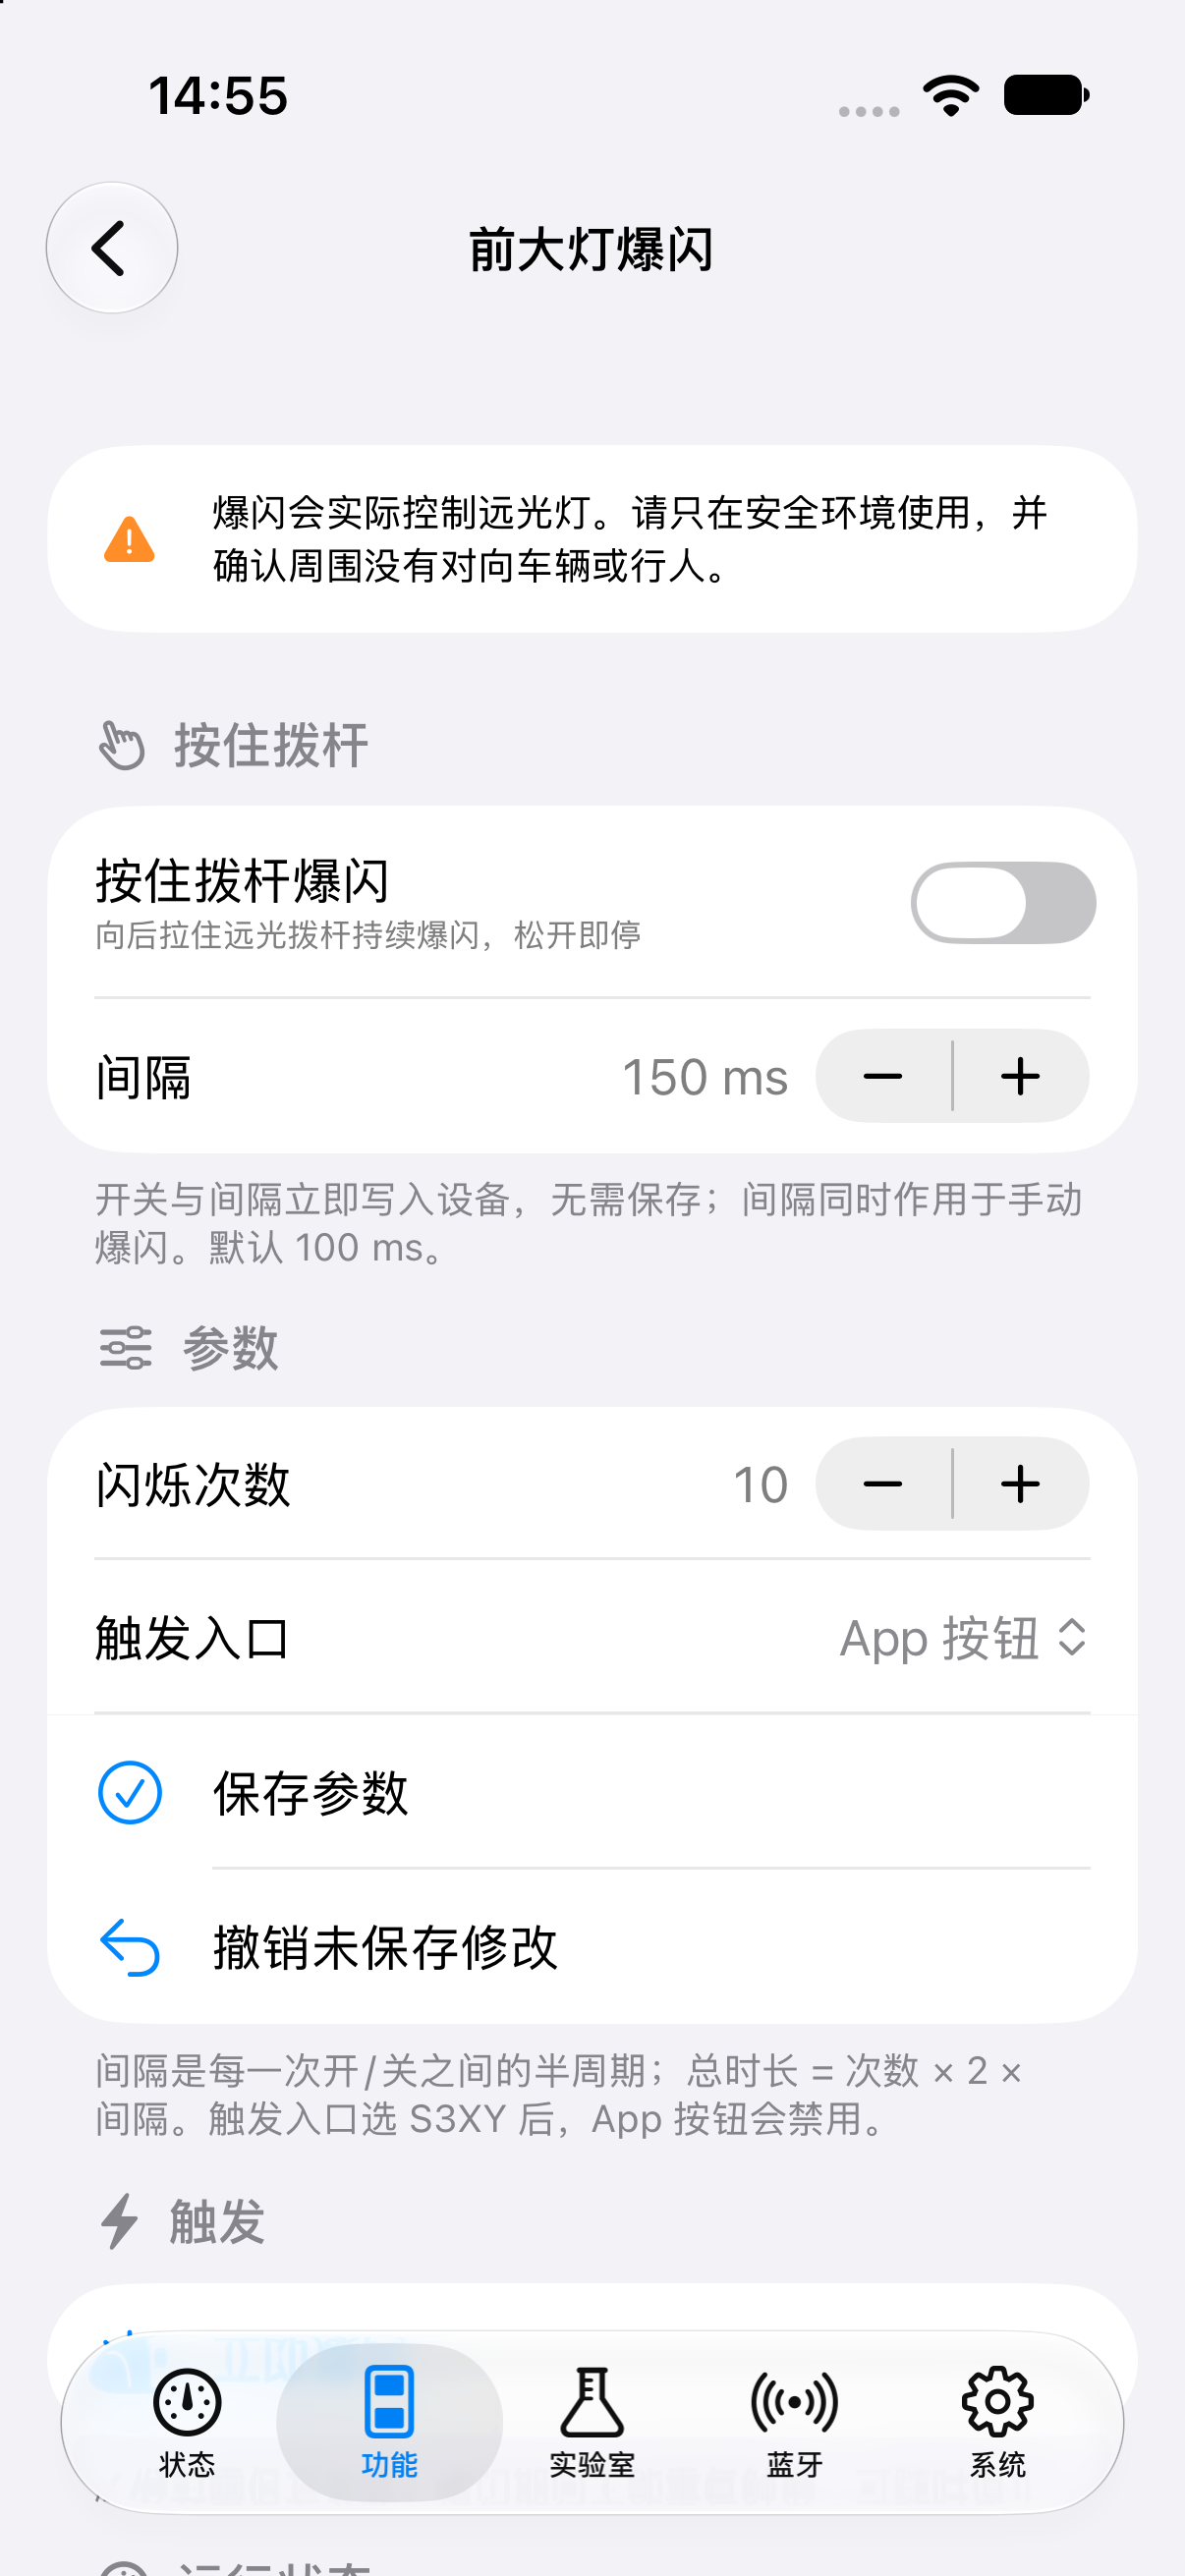 14:55
前大灯爆闪
爆闪会实际控制远光灯。请只在安全环境使用，并
确认周围没有对向车辆或行人。
按住拨杆
按住拨杆爆闪
向后拉住远光拨杆持续爆闪，松开即停
间隔 150 ms
开关与间隔立即写入设备，无需保存；间隔同时作用于手动
爆闪。默认 100 ms。
参数
闪烁次数 10
触发入口 App 按钮
保存参数
撤销未保存修改
间隔是每一次开/关之间的半周期；总时长 = 次数 × 2 ×
间隔。触发入口选 S3XY 后，App 按钮会禁用。
触发
状态 功能 实验室 蓝牙 系统